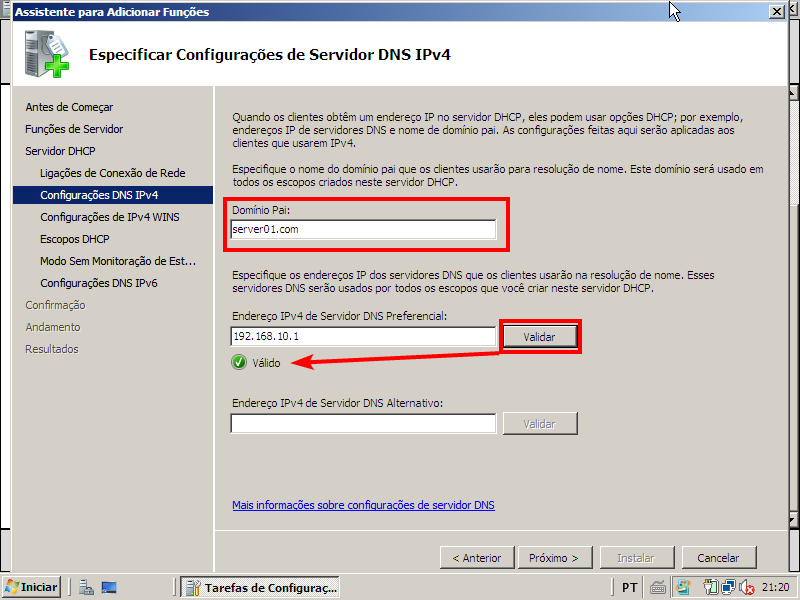 Assistente para Adicionar Funções
Especificar Configurações de Servidor DNS IPv4
Antes de Começar
Funções de Servidor
Servidor DHCP
Ligações de Conexão de Rede
Configurações DNS IPv4
Configurações de IPv4 WINS
Escopos DHCP
Modo Sem Monitoração de Est...
Configurações DNS IPv6
Confirmação
Andamento
Resultados
Quando os clientes obtêm um endereço IP no servidor DHCP, eles podem usar opções DHCP; por exemplo,
endereços IP de servidores DNS e nome de domínio pai. As configurações feitas aqui serão aplicadas aos
clientes que usarem IPv4.
Especifique o nome do domínio pai que os clientes usarão para resolução de nome. Este domínio será usado em
todos os escopos criados neste servidor DHCP.
Domínio Pai:
server01.com
Especifique os endereços IP dos servidores DNS que os clientes usarão na resolução de nome. Esses
servidores DNS serão usados por todos os escopos que você criar neste servidor DHCP.
Endereço IPv4 de Servidor DNS Preferencial:
192.168.10.1
Validar
Válido
Endereço IPv4 de Servidor DNS Alternativo:
Validar
Mais informações sobre configurações de servidor DNS
< Anterior
Próximo >
Instalar
Cancelar
Iniciar
Tarefas de Configuraç...
PT
21:20